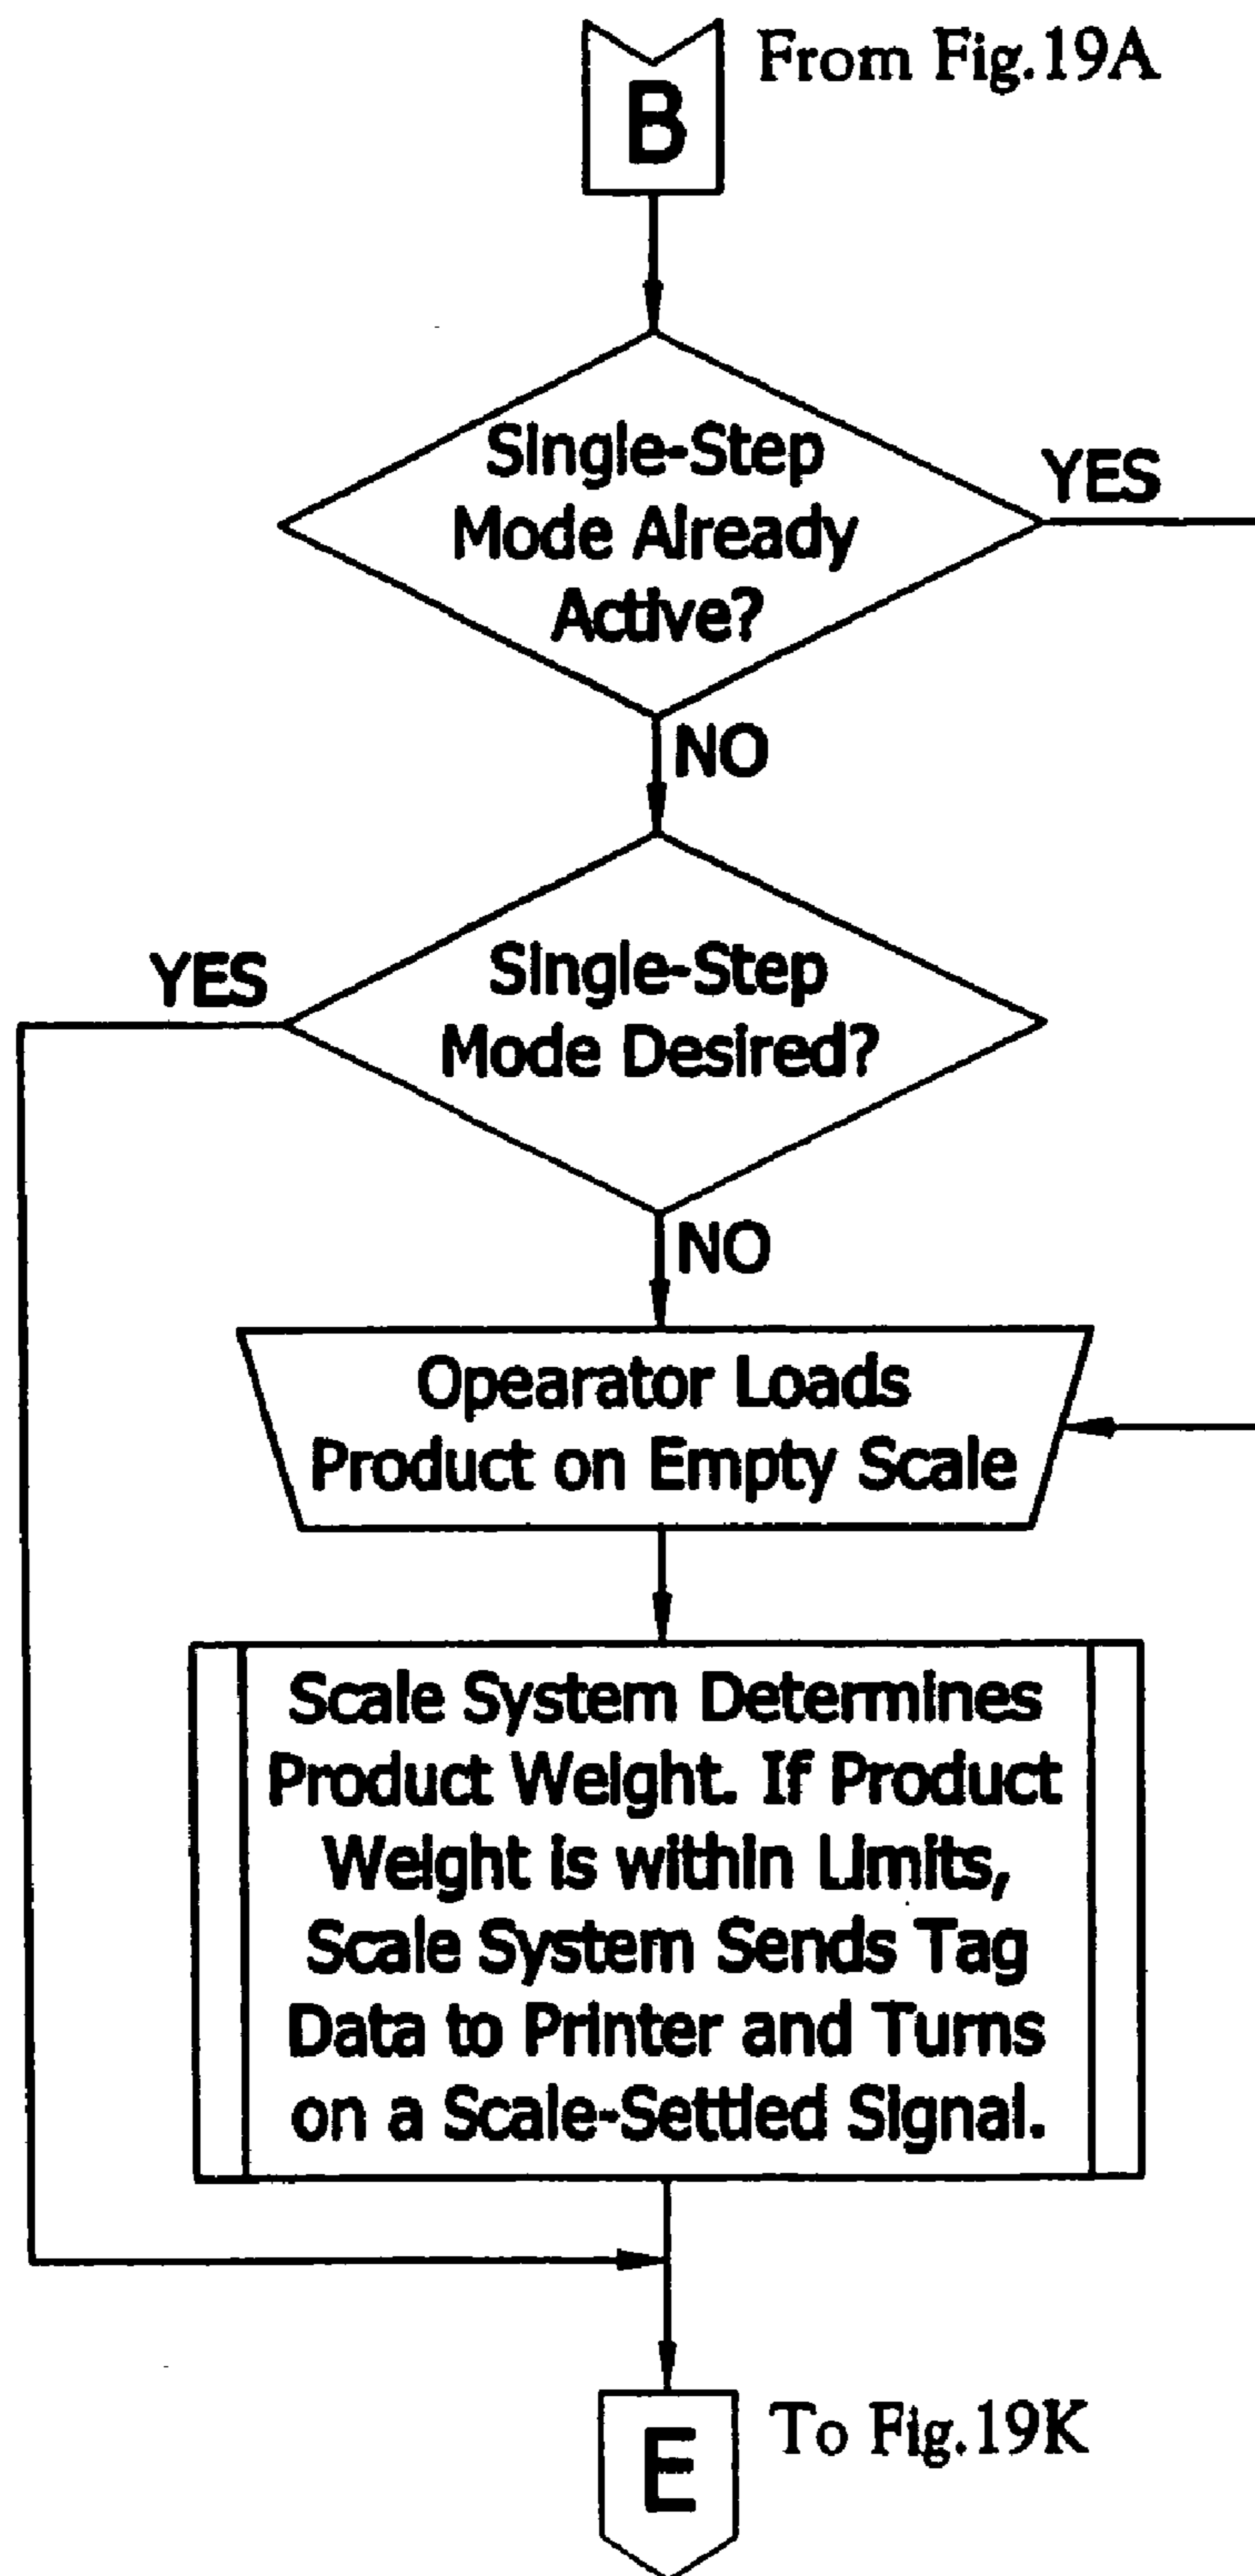 From Fig.19A
B
Single-Step
Mode Already
Active?
YES
NO
Single-Step
Mode Desired?
YES
NO
Opearator Loads
Product on Empty Scale
Scale System Determines
Product Weight. If Product
Weight is within Limits,
Scale System Sends Tag
Data to Printer and Turns
on a Scale-Settled Signal.
E
To Fig.19K